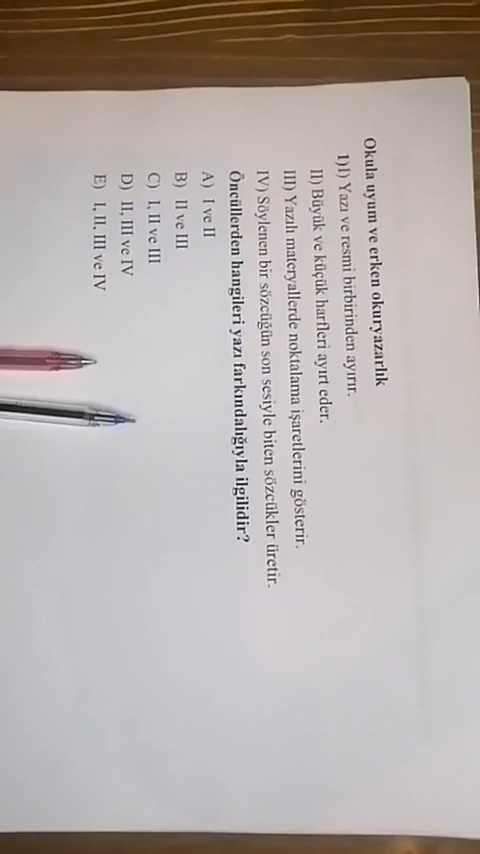 Okula uyum ve erken okuryazarlık
1)I) Yazı ve resmi birbirinden ayırır.
II) Büyük ve küçük harfleri ayırt eder.
III) Yazılı materyallerde noktalama işaretlerini gösterir.
IV) Söylenen bir sözcüğün son sesiyle biten sözcükler üretir.
Öncüllerden hangileri yazı farkındalığıyla ilgilidir?
A) I ve II
B) II ve III
C) I, II ve III
D) II, III ve IV
E) I, II, III ve IV